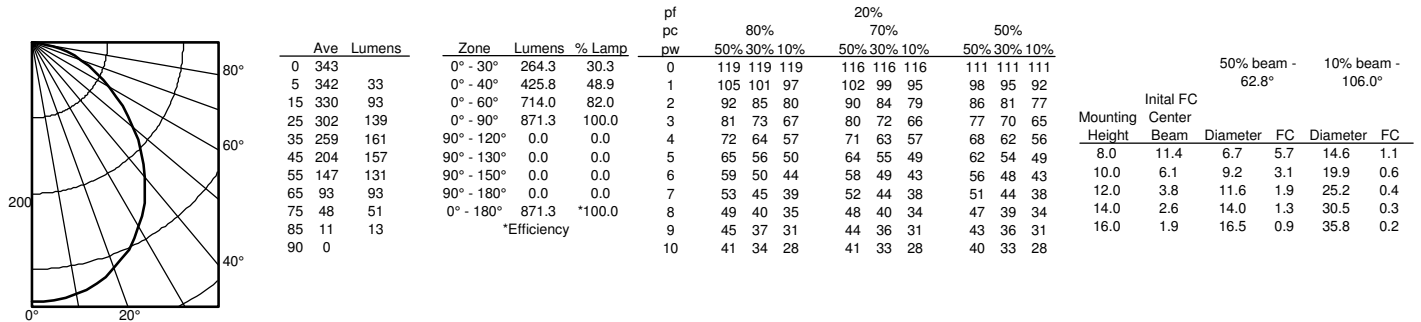 80°
60°
200
40°
0° 20°
Ave Lumens
0 343
5 342 33
15 330 93
25 302 139
35 259 161
45 204 157
55 147 131
65 93 93
75 48 51
85 11 13
90 0
Zone Lumens % Lamp
0° - 30° 264.3 30.3
0° - 40° 425.8 48.9
0° - 60° 714.0 82.0
0° - 90° 871.3 100.0
90° - 120° 0.0 0.0
90° - 130° 0.0 0.0
90° - 150° 0.0 0.0
90° - 180° 0.0 0.0
0° - 180° 871.3 *100.0
*Efficiency
pf 20%
pc 80% 70% 50%
pw 50% 30% 10% 50% 30% 10% 50% 30% 10%
0 119 119 119 116 116 116 111 111 111
1 105 101 97 102 99 95 98 95 92
2 92 85 80 90 84 79 86 81 77
3 81 73 67 80 72 66 77 70 65
4 72 64 57 71 63 57 68 62 56
5 65 56 50 64 55 49 62 54 49
6 59 50 44 58 49 43 56 48 43
7 53 45 39 52 44 38 51 44 38
8 49 40 35 48 40 34 47 39 34
9 45 37 31 44 36 31 43 36 31
10 41 34 28 41 33 28 40 33 28
50% beam - 10% beam -
62.8° 106.0°
Inital FC
Mounting Center
Height Beam Diameter FC Diameter FC
8.0 11.4 6.7 5.7 14.6 1.1
10.0 6.1 9.2 3.1 19.9 0.6
12.0 3.8 11.6 1.9 25.2 0.4
14.0 2.6 14.0 1.3 30.5 0.3
16.0 1.9 16.5 0.9 35.8 0.2